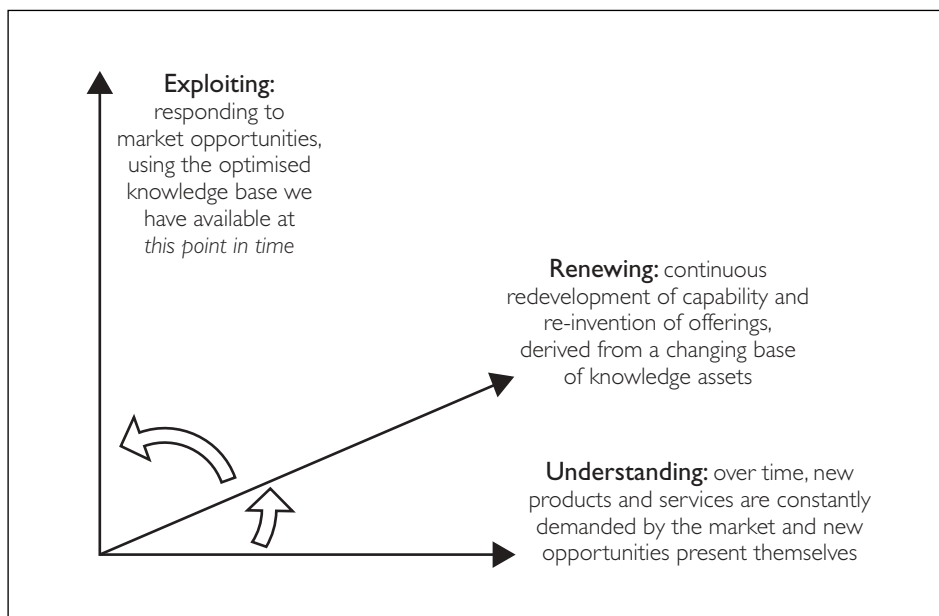 Exploiting:
responding to
market opportunities,
using the optimised
knowledge base we
have available at
this point in time
Renewing: continuous
redevelopment of capability and
re-invention of offerings,
derived from a changing base
of knowledge assets
Understanding: over time, new
products and services are constantly
demanded by the market and new
opportunities present themselves